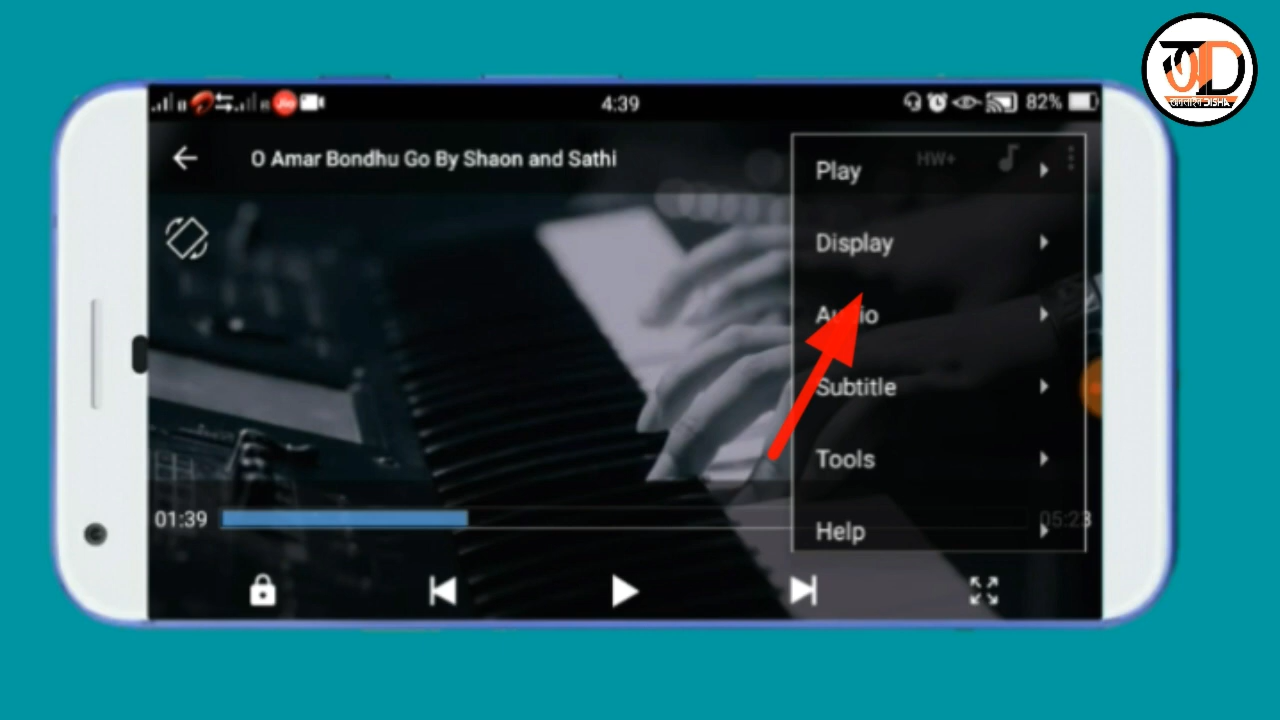 4:39
82%
O Amar Bondhu Go By Shaon and Sathi
HW+
Play
Display
Audio
Subtitle
Tools
Help
01:39
05:23
DISHA